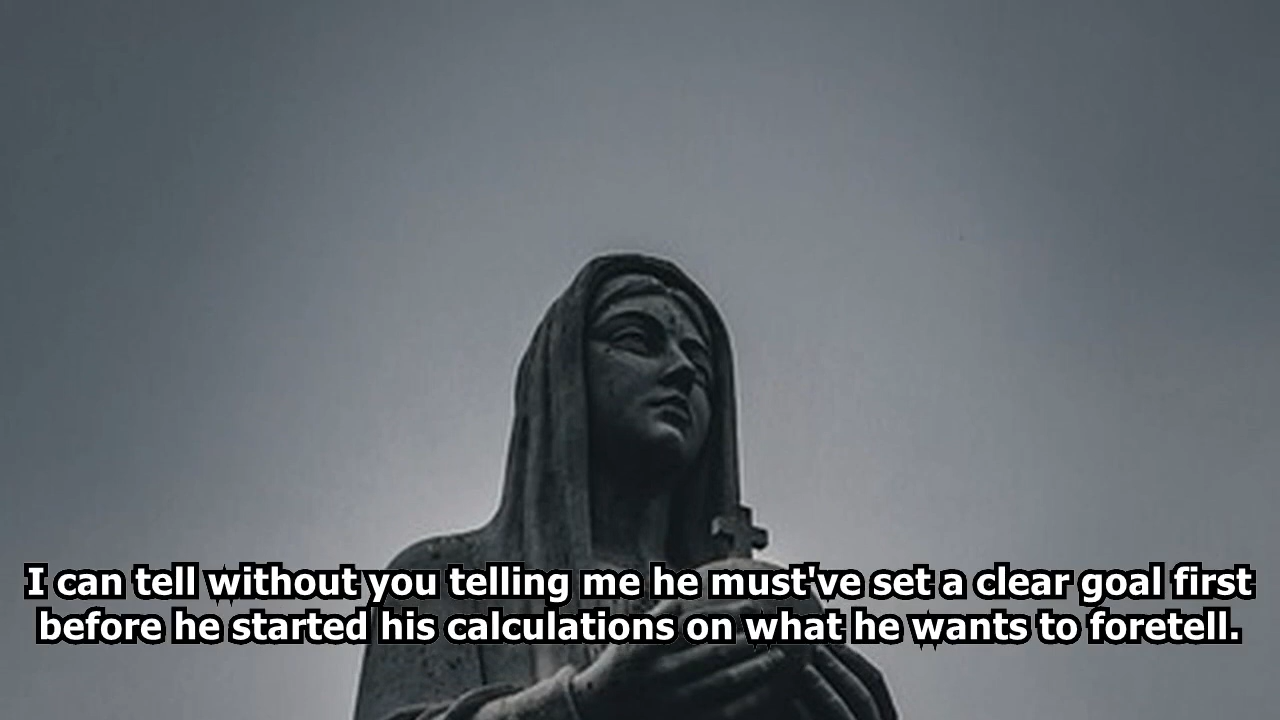 I can tell without you telling me he must've set a clear goal first
before he started his calculations on what he wants to foretell.